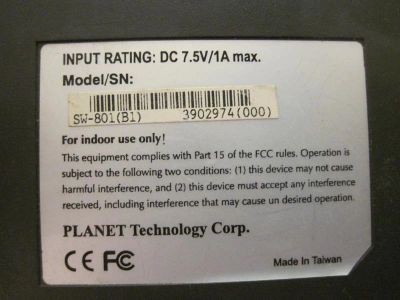 INPUT RATING: DC 7.5V/1A max.
Model/SN:
SW-801(B1) 3902974(000)
For indoor use only!
This equipment complies with Part 15 of the FCC rules. Operation is
subject to the following two conditions: (1) this device may not cause
harmful interference, and (2) this device must accept any interference
received, including interference that may cause un desired operation.
PLANET Technology Corp.
CE FC
Made In Taiwan